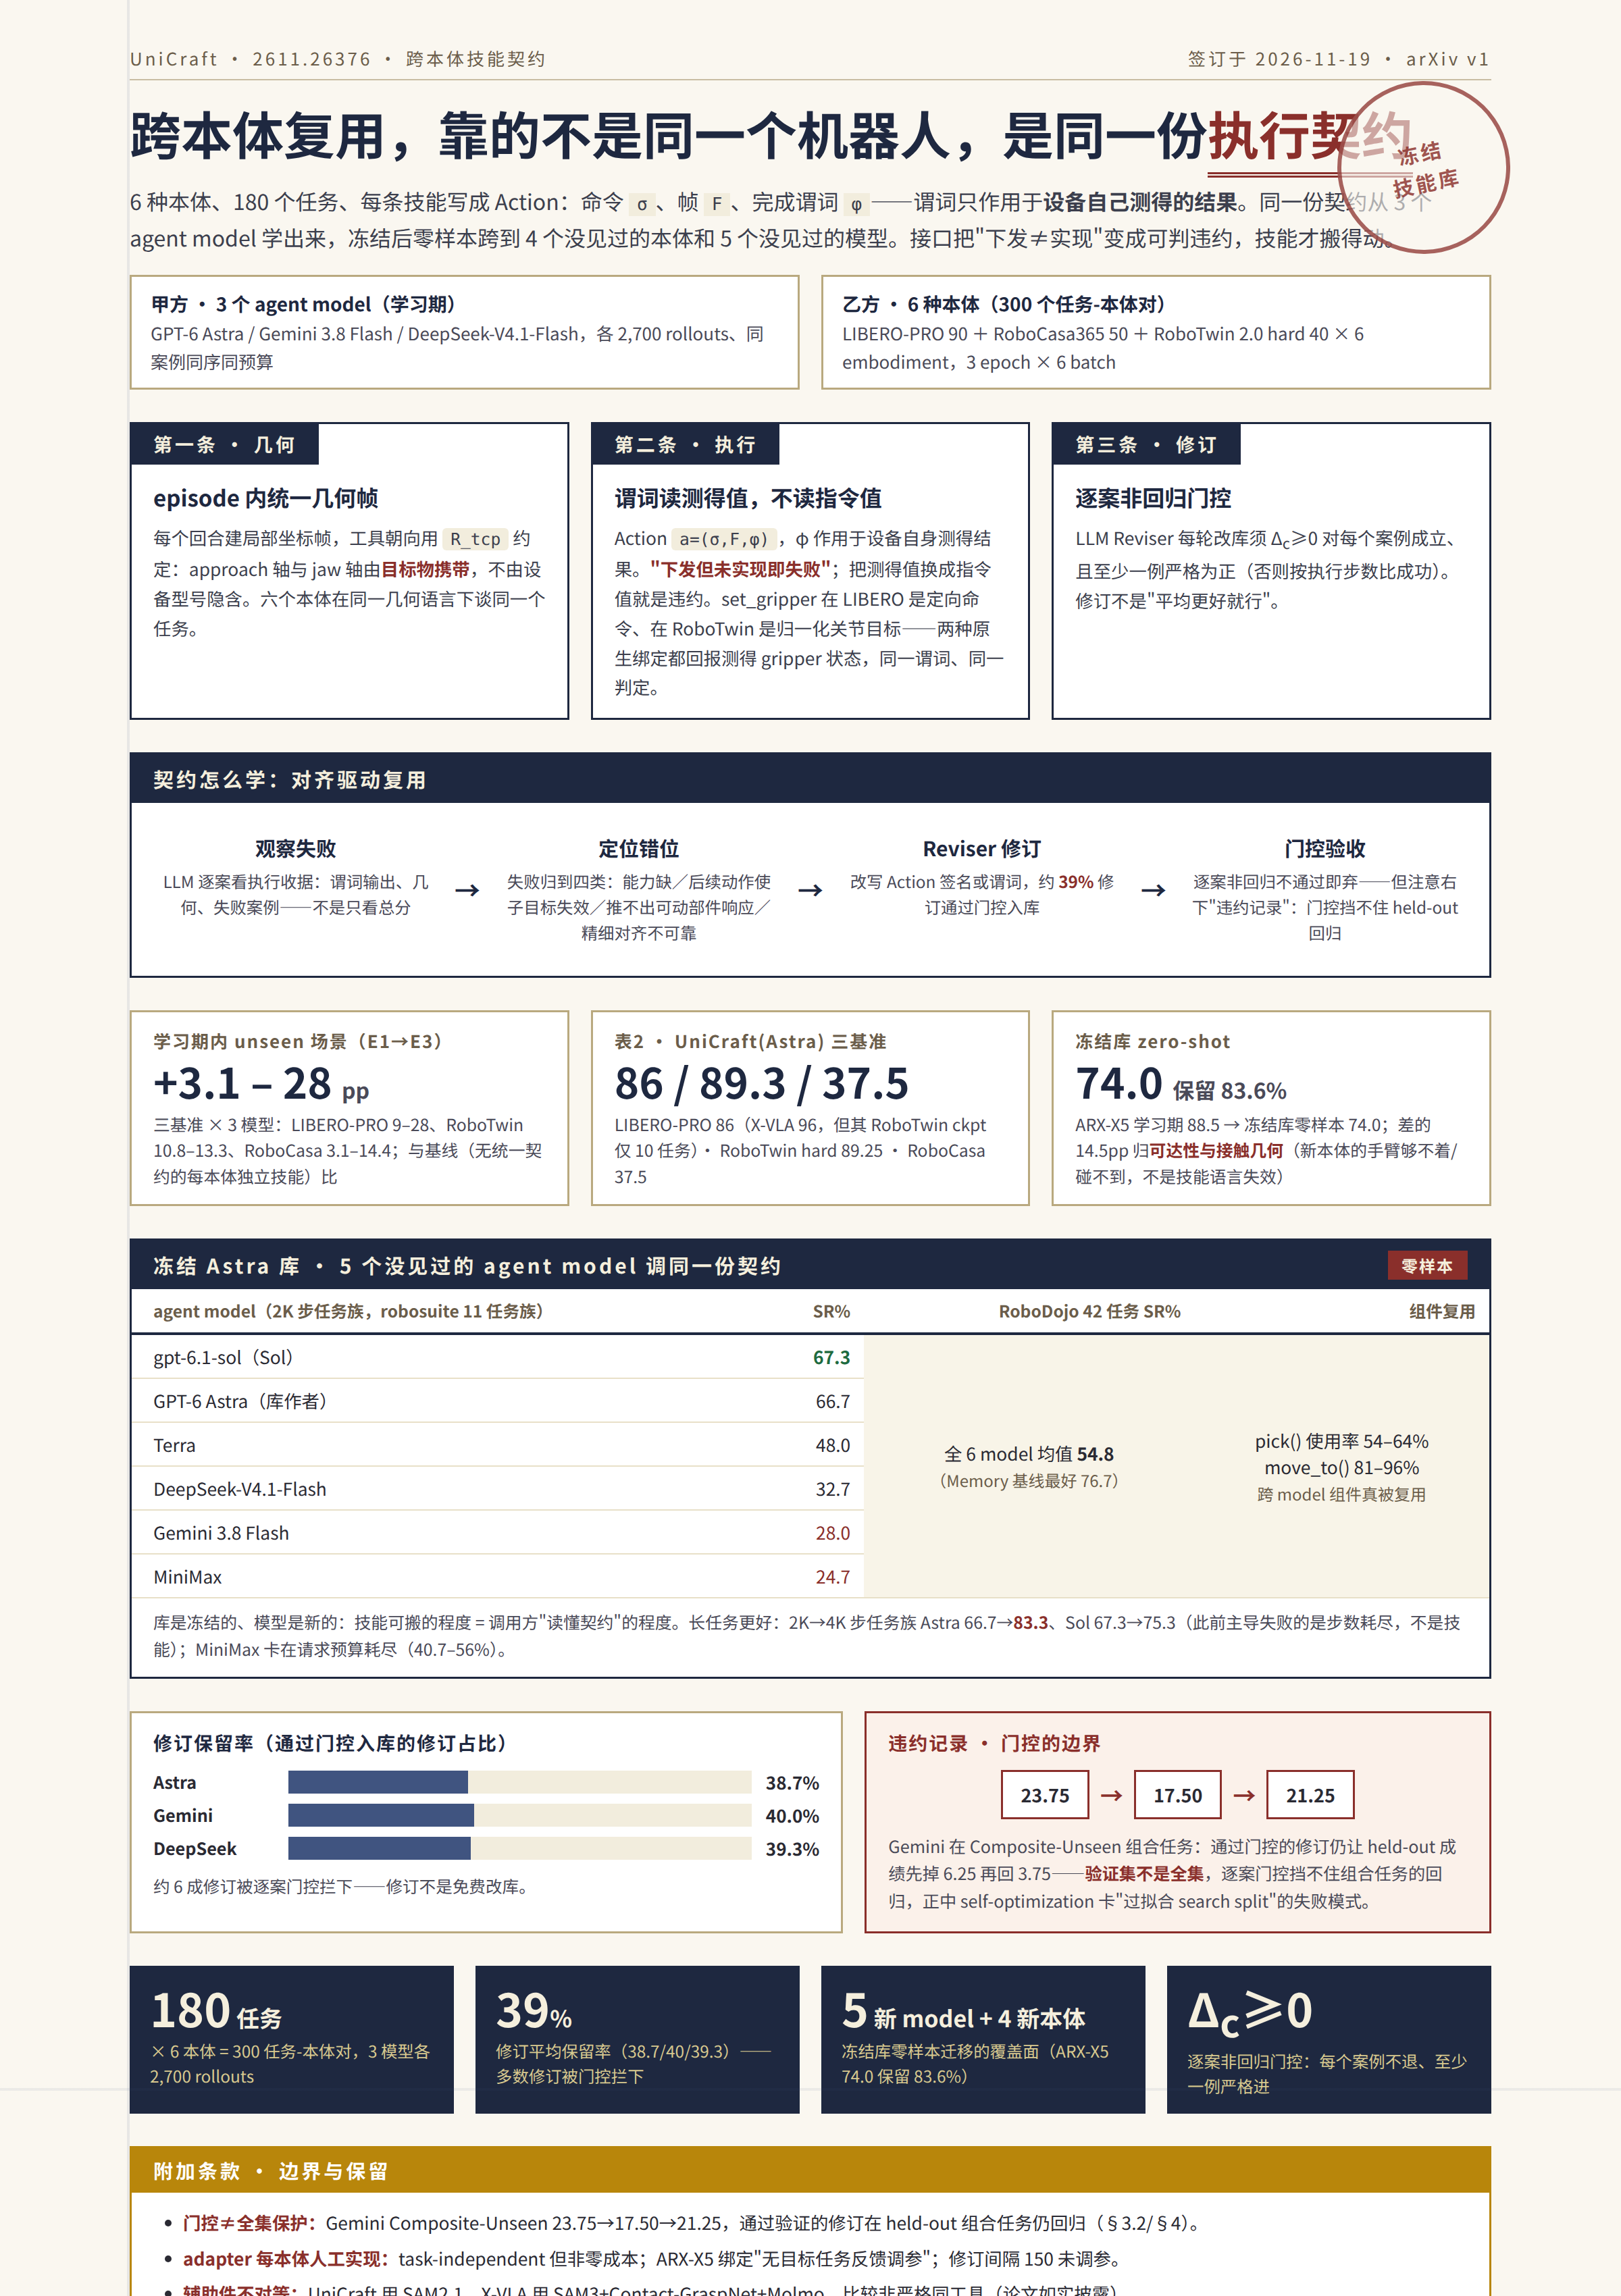 UniCraft • 2611.26376 • 跨本体技能契约
签订于 2026-11-19 • arXiv v1
跨本体复用，靠的不是同一个机器人，是同一份执行契约
冻结
技能库
6 种本体、180 个任务、每条技能写成 Action：命令 σ、帧 F、完成谓词 φ——谓词只作用于设备自己测得的结果。同一份契约从 3 个
agent model 学出来，冻结后零样本跨到 4 个没见过的本体和 5 个没见过的模型。接口把"下发≠实现"变成可判违约，技能才搬得动。
甲方 • 3 个 agent model（学习期）
GPT-6 Astra / Gemini 3.8 Flash / DeepSeek-V4.1-Flash，各 2,700 rollouts、同
案例同序同预算
乙方 • 6 种本体（300 个任务-本体对）
LIBERO-PRO 90 ＋ RoboCasa365 50 ＋ RoboTwin 2.0 hard 40 × 6
embodiment，3 epoch × 6 batch
第一条 • 几何
episode 内统一几何帧
每个回合建局部坐标帧，工具朝向用 R_tcp 约
定：approach 轴与 jaw 轴由目标物携带，不由设
备型号隐含。六个本体在同一几何语言下谈同一个
任务。
第二条 • 执行
谓词读测得值，不读指令值
Action a=(σ,F,φ)，φ 作用于设备自身测得结
果。"下发但未实现即失败"；把测得值换成指令
值就是违约。set_gripper 在 LIBERO 是定向命
令、在 RoboTwin 是归一化关节目标——两种原
生绑定都回报测得 gripper 状态，同一谓词、同一
判定。
第三条 • 修订
逐案非回归门控
LLM Reviser 每轮改库须 Δc≥0 对每个案例成立、
且至少一例严格为正（否则按执行步数比成功）。
修订不是"平均更好就行"。
契约怎么学：对齐驱动复用
观察失败
LLM 逐案看执行收据：谓词输出、几
何、失败案例——不是只看总分
→
定位错位
失败归到四类：能力缺／后续动作使
子目标失效／推不出可动部件响应／
精细对齐不可靠
→
Reviser 修订
改写 Action 签名或谓词，约 39% 修
订通过门控入库
→
门控验收
逐案非回归不通过即弃——但注意右
下"违约记录"：门控挡不住 held-out
回归
学习期内 unseen 场景（E1→E3）
+3.1 – 28 pp
三基准 × 3 模型：LIBERO-PRO 9–28、RoboTwin
10.8–13.3、RoboCasa 3.1–14.4；与基线（无统一契
约的每本体独立技能）比
表2 • UniCraft(Astra) 三基准
86 / 89.3 / 37.5
LIBERO-PRO 86（X-VLA 96，但其 RoboTwin ckpt
仅 10 任务）• RoboTwin hard 89.25 • RoboCasa
37.5
冻结库 zero-shot
74.0 保留 83.6%
ARX-X5 学习期 88.5 → 冻结库零样本 74.0；差的
14.5pp 归可达性与接触几何（新本体的手臂够不着/
碰不到，不是技能语言失效）
冻结 Astra 库 • 5 个没见过的 agent model 调同一份契约
零样本
agent model（2K 步任务族，robosuite 11 任务族） SR% RoboDojo 42 任务 SR% 组件复用
gpt-6.1-sol（Sol） 67.3
GPT-6 Astra（库作者） 66.7
Terra 48.0
DeepSeek-V4.1-Flash 32.7
Gemini 3.8 Flash 28.0
MiniMax 24.7
全 6 model 均值 54.8
（Memory 基线最好 76.7）
pick() 使用率 54–64%
move_to() 81–96%
跨 model 组件真被复用
库是冻结的、模型是新的：技能可搬的程度 = 调用方"读懂契约"的程度。长任务更好：2K→4K 步任务族 Astra 66.7→83.3、Sol 67.3→75.3（此前主导失败的是步数耗尽，不是技
能）；MiniMax 卡在请求预算耗尽（40.7–56%）。
修订保留率（通过门控入库的修订占比）
Astra 38.7%
Gemini 40.0%
DeepSeek 39.3%
约 6 成修订被逐案门控拦下——修订不是免费改库。
违约记录 • 门控的边界
23.75 → 17.50 → 21.25
Gemini 在 Composite-Unseen 组合任务：通过门控的修订仍让 held-out 成
绩先掉 6.25 再回 3.75——验证集不是全集，逐案门控挡不住组合任务的回
归，正中 self-optimization 卡"过拟合 search split"的失败模式。
180 任务
× 6 本体 = 300 任务-本体对，3 模型各
2,700 rollouts
39%
修订平均保留率（38.7/40/39.3）——
多数修订被门控拦下
5 新 model + 4 新本体
冻结库零样本迁移的覆盖面（ARX-X5
74.0 保留 83.6%）
Δc≥0
逐案非回归门控：每个案例不退、至少
一例严格进
附加条款 • 边界与保留
• 门控≠全集保护：Gemini Composite-Unseen 23.75→17.50→21.25，通过验证的修订在 held-out 组合任务仍回归（§3.2/§4）。
• adapter 每本体人工实现：task-independent 但非零成本；ARX-X5 绑定"无目标任务反馈调参"；修订间隔 150 未调参。
• 辅助件不对等：UniCraft 用 SAM2.1，X-VLA 用 SAM3+Contact-GraspNet+Molmo，比较非严格同工具（论文如实披露）。